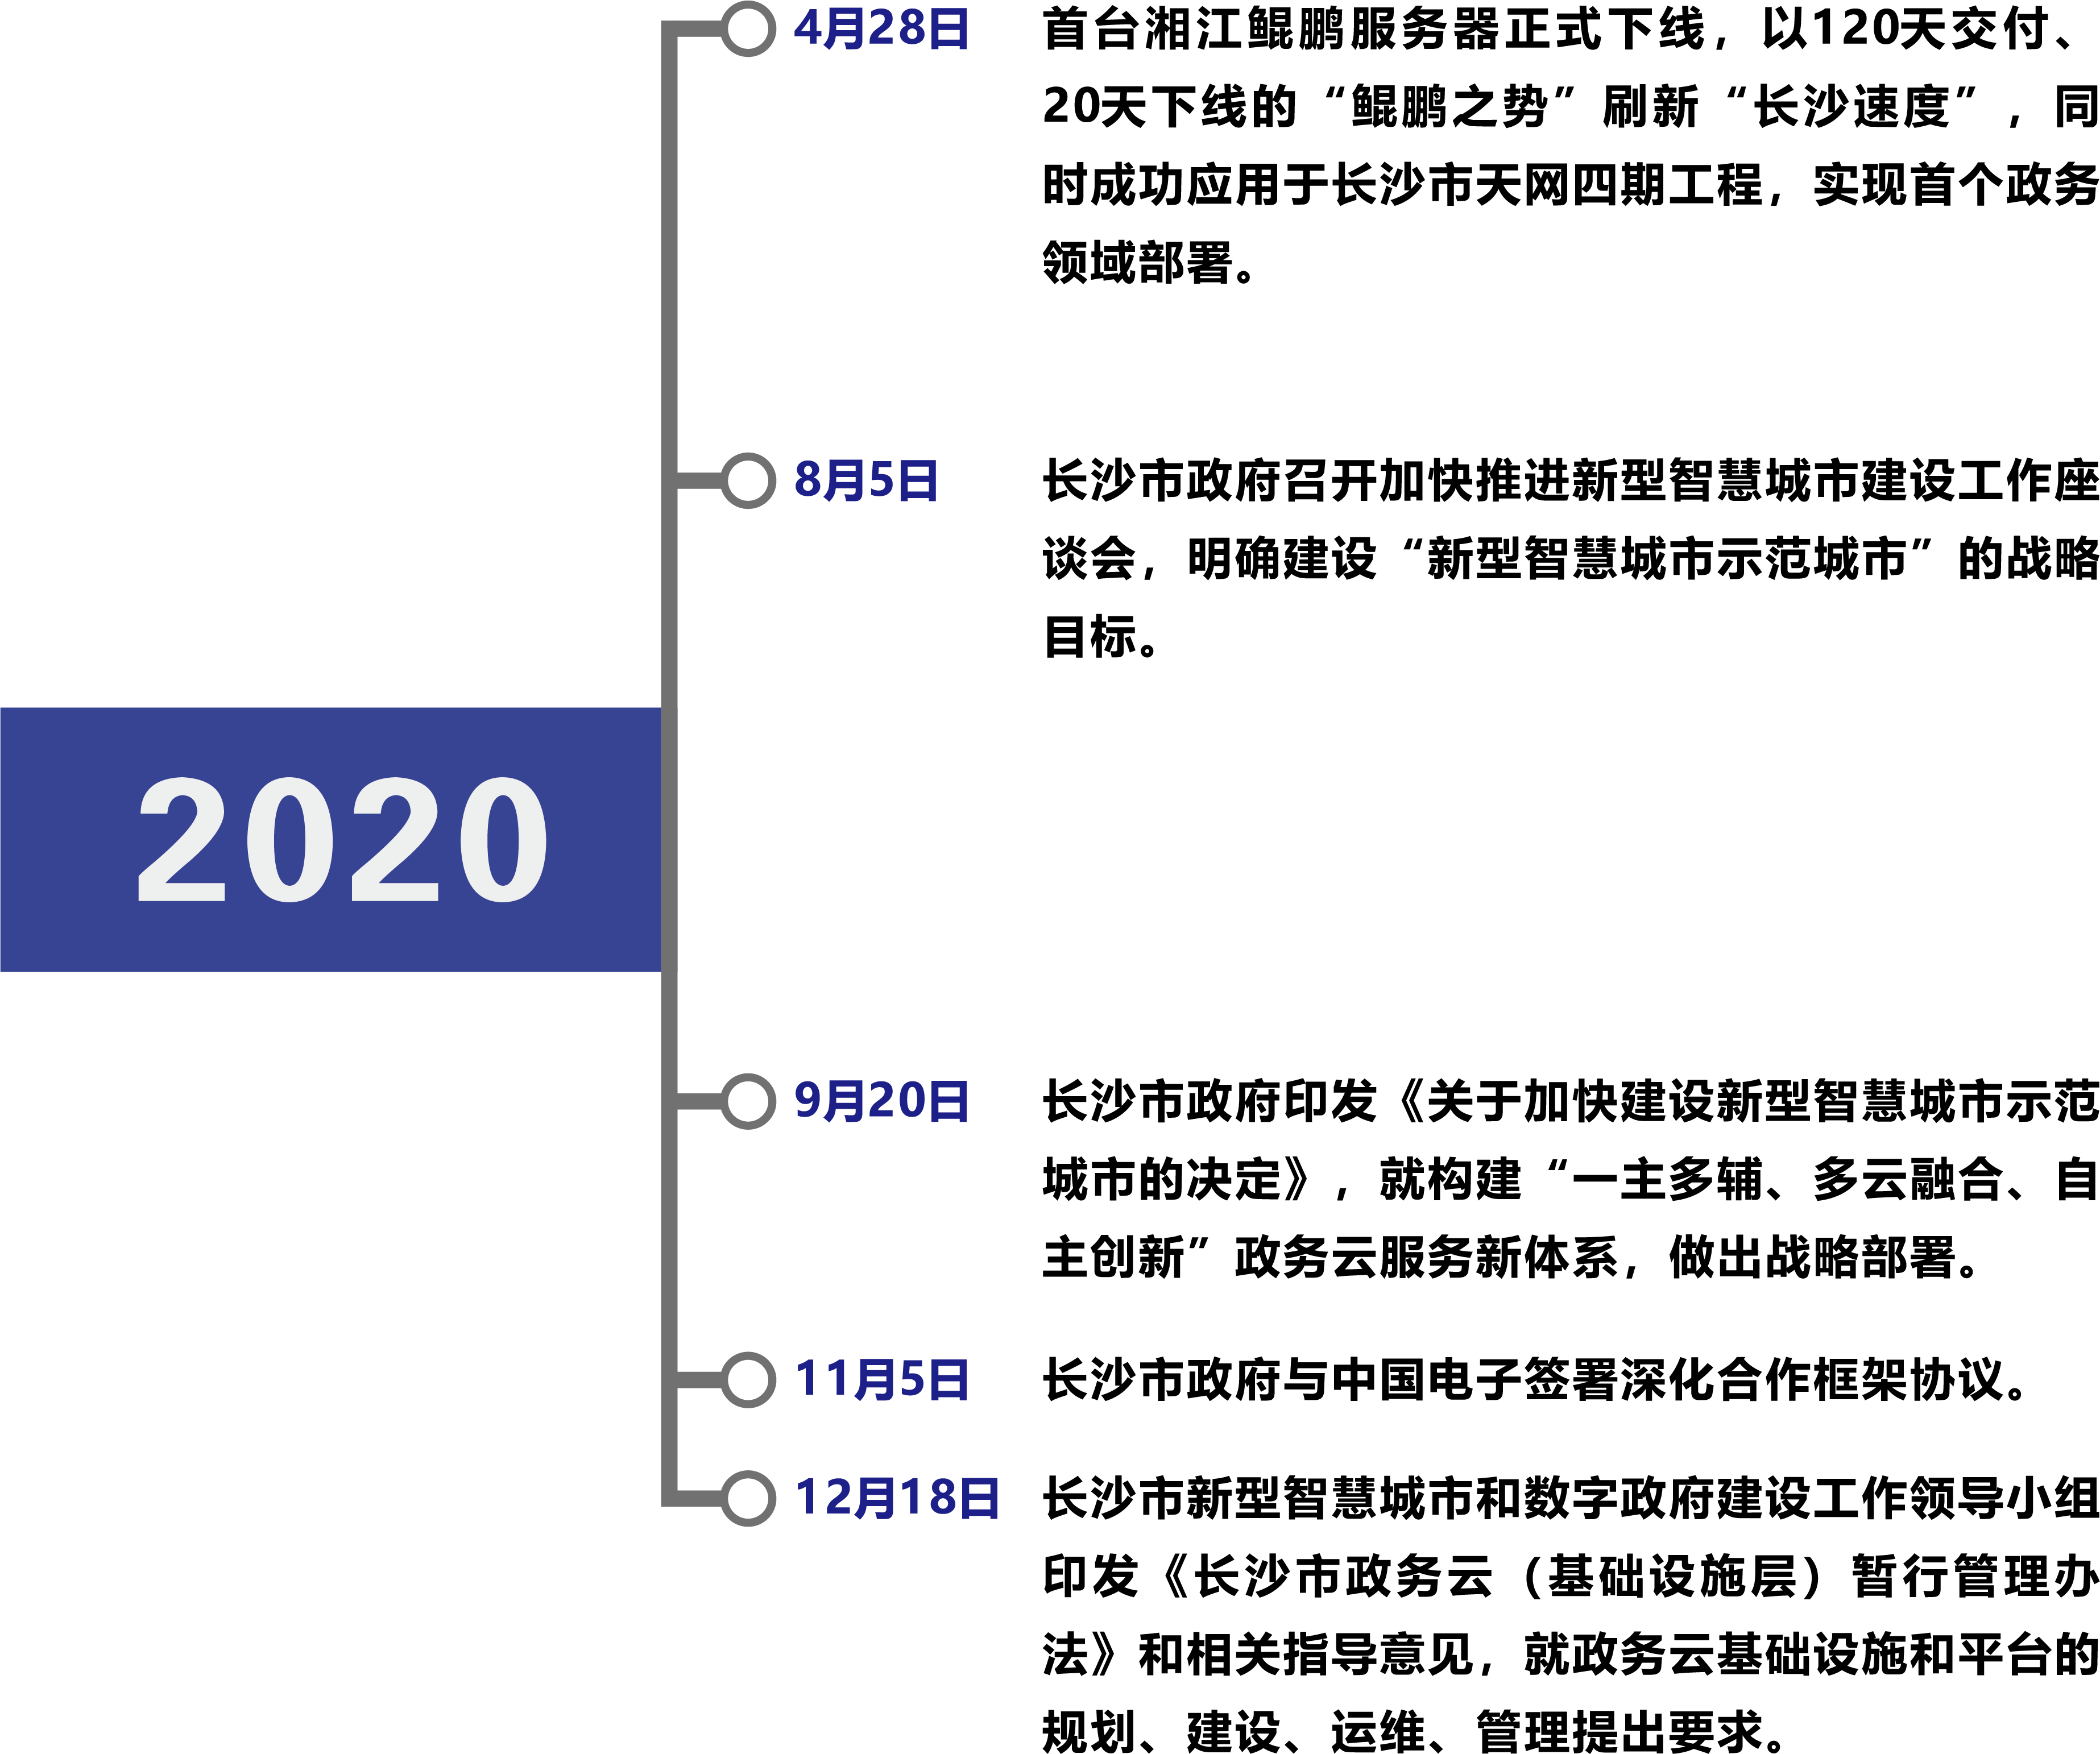 2020
4月28日
首台湘江鲲鹏服务器正式下线，以120天交付、
20天下线的“鲲鹏之势”刷新“长沙速度”，同
时成功应用于长沙市天网四期工程，实现首个政务
领域部署。
8月5日
长沙市政府召开加快推进新型智慧城市建设工作座
谈会，明确建设“新型智慧城市示范城市”的战略
目标。
9月20日
长沙市政府印发《关于加快建设新型智慧城市示范
城市的决定》，就构建“一主多辅、多云融合、自
主创新”政务云服务新体系，做出战略部署。
11月5日
长沙市政府与中国电子签署深化合作框架协议。
12月18日
长沙市新型智慧城市和数字政府建设工作领导小组
印发《长沙市政务云（基础设施层）暂行管理办
法》和相关指导意见，就政务云基础设施和平台的
规划、建设、运维、管理提出要求。